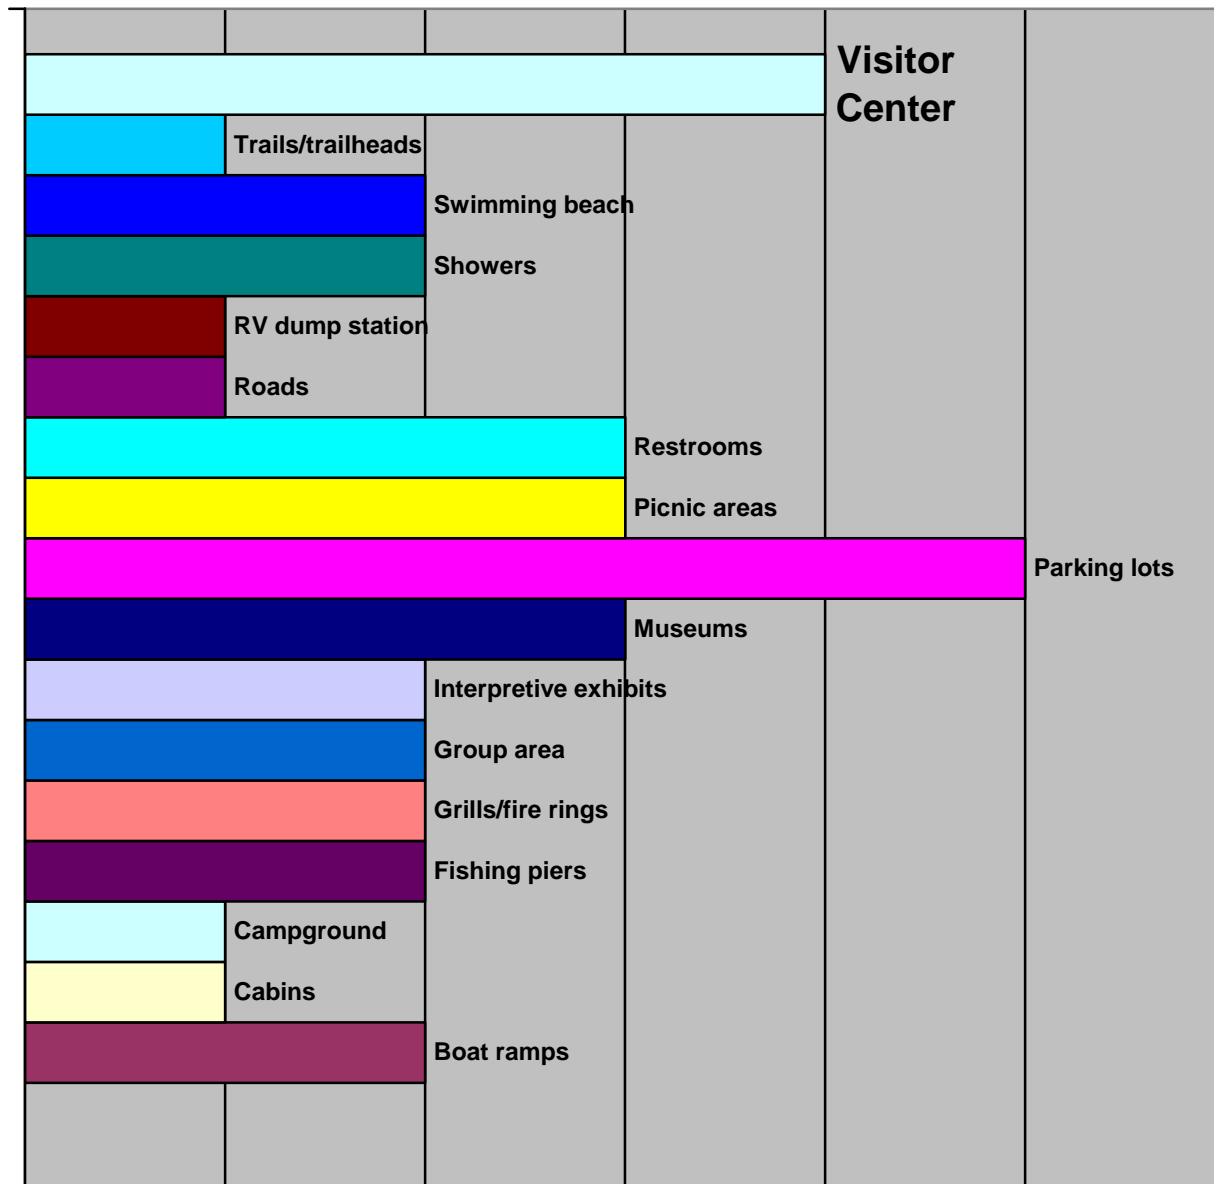 Visitor
Center
Trails/trailheads
Swimming beach
Showers
RV dump station
Roads
Restrooms
Picnic areas
Parking lots
Museums
Interpretive exhibits
Group area
Grills/fire rings
Fishing piers
Campground
Cabins
Boat ramps